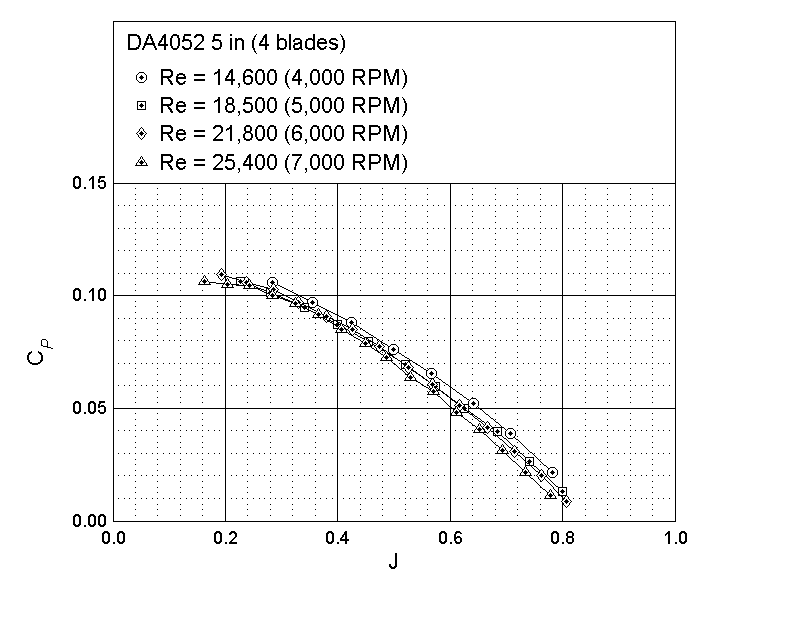 DA4052 5 in (4 blades)
Re = 14,600 (4,000 RPM)
Re = 18,500 (5,000 RPM)
Re = 21,800 (6,000 RPM)
Re = 25,400 (7,000 RPM)
0.15
0.10
CP
0.05
0.00
0.0 0.2 0.4 0.6 0.8 1.0
J